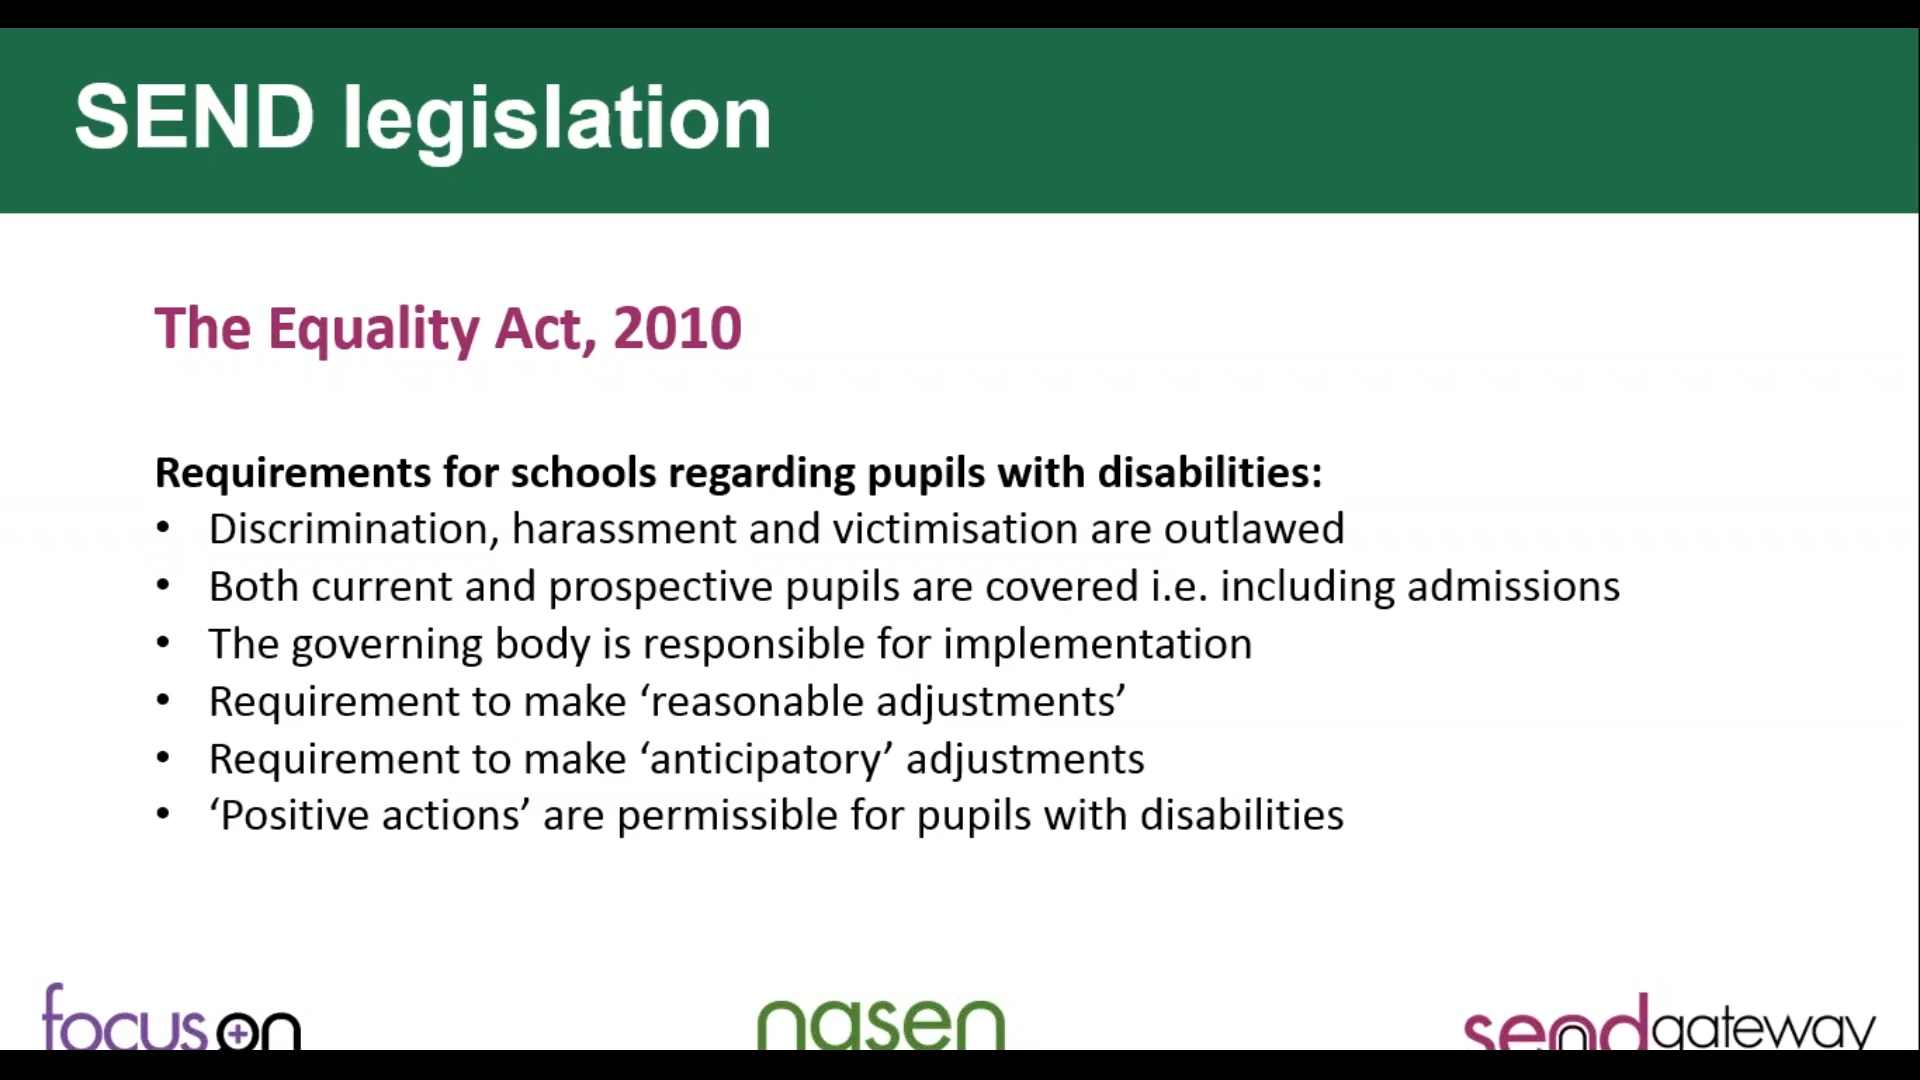 SEND legislation
The Equality Act, 2010
Requirements for schools regarding pupils with disabilities:
• Discrimination, harassment and victimisation are outlawed
• Both current and prospective pupils are covered i.e. including admissions
• The governing body is responsible for implementation
• Requirement to make ‘reasonable adjustments’
• Requirement to make ‘anticipatory’ adjustments
• ‘Positive actions’ are permissible for pupils with disabilities
focus on nasen sendgateway